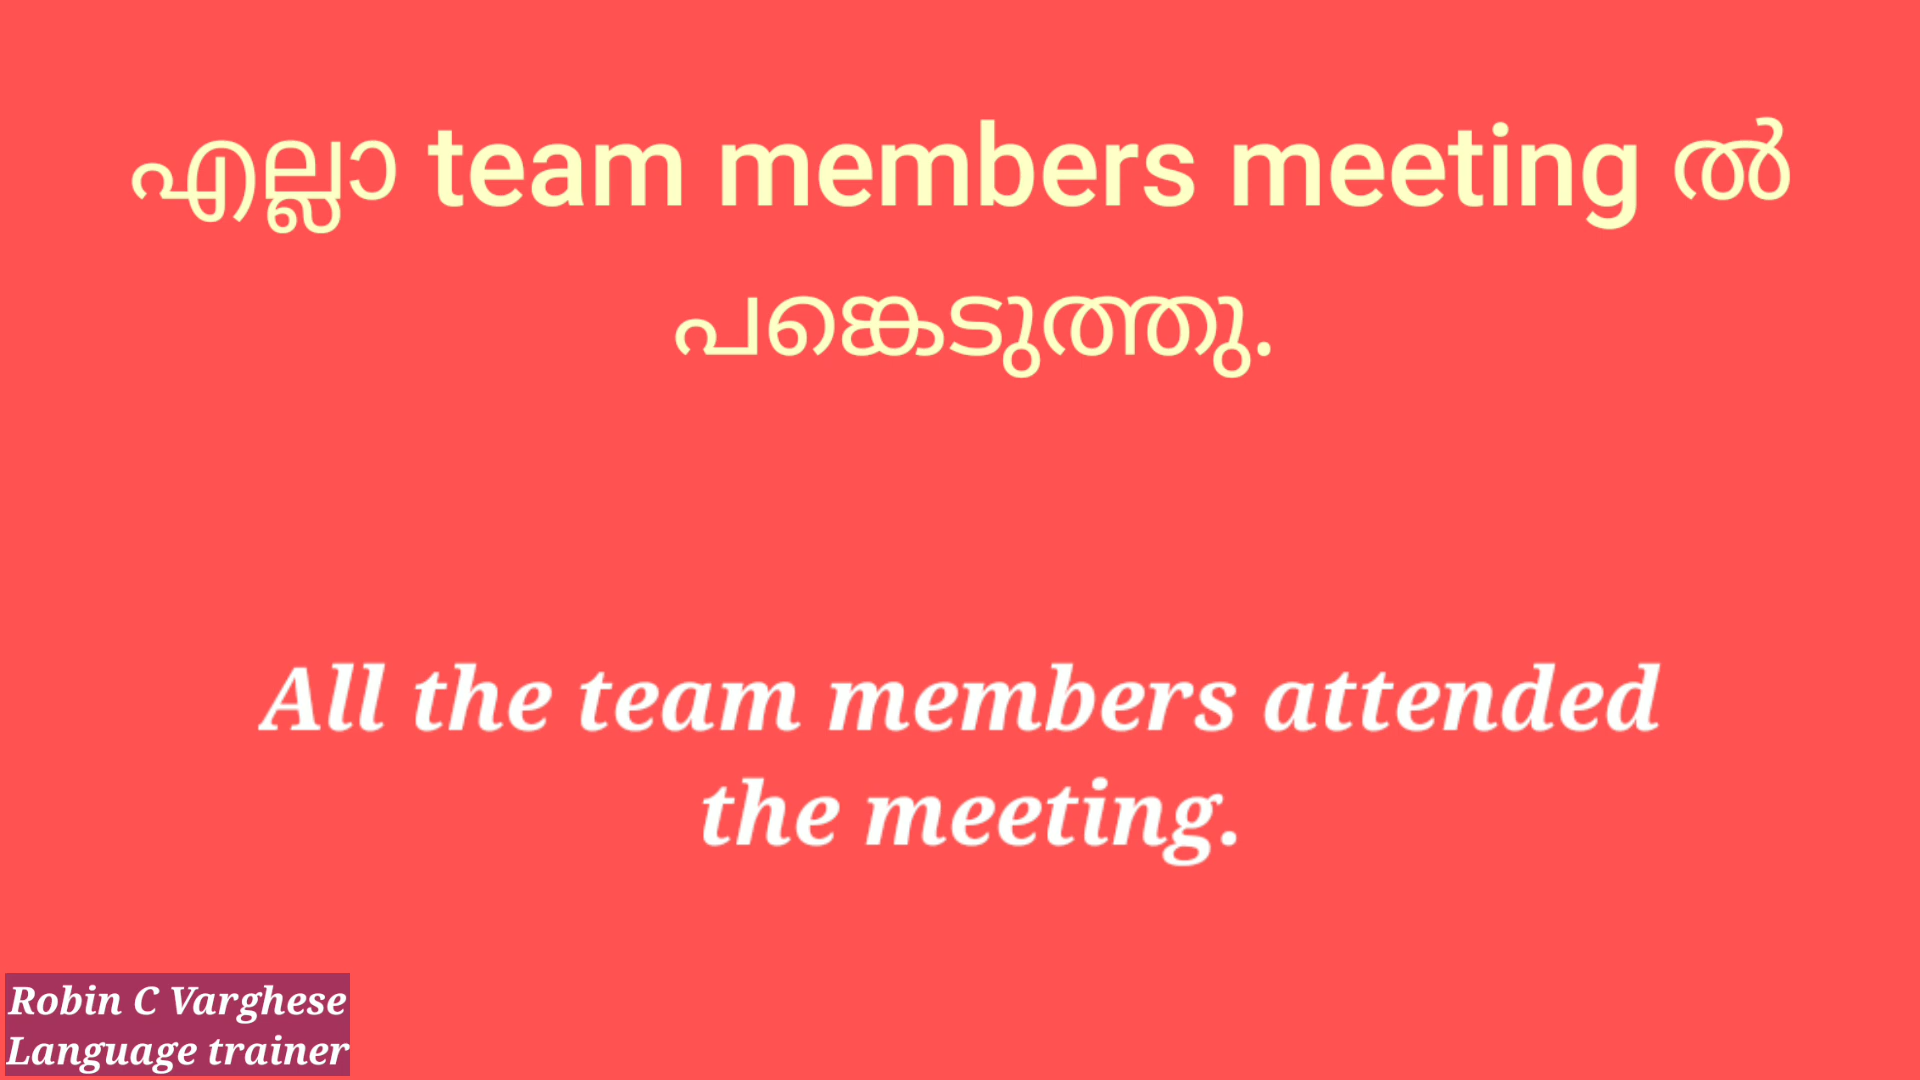 എല്ലാ team members meeting ൽ
പങ്കെടുത്തു.
All the team members attended
the meeting.
Robin C Varghese
Language trainer